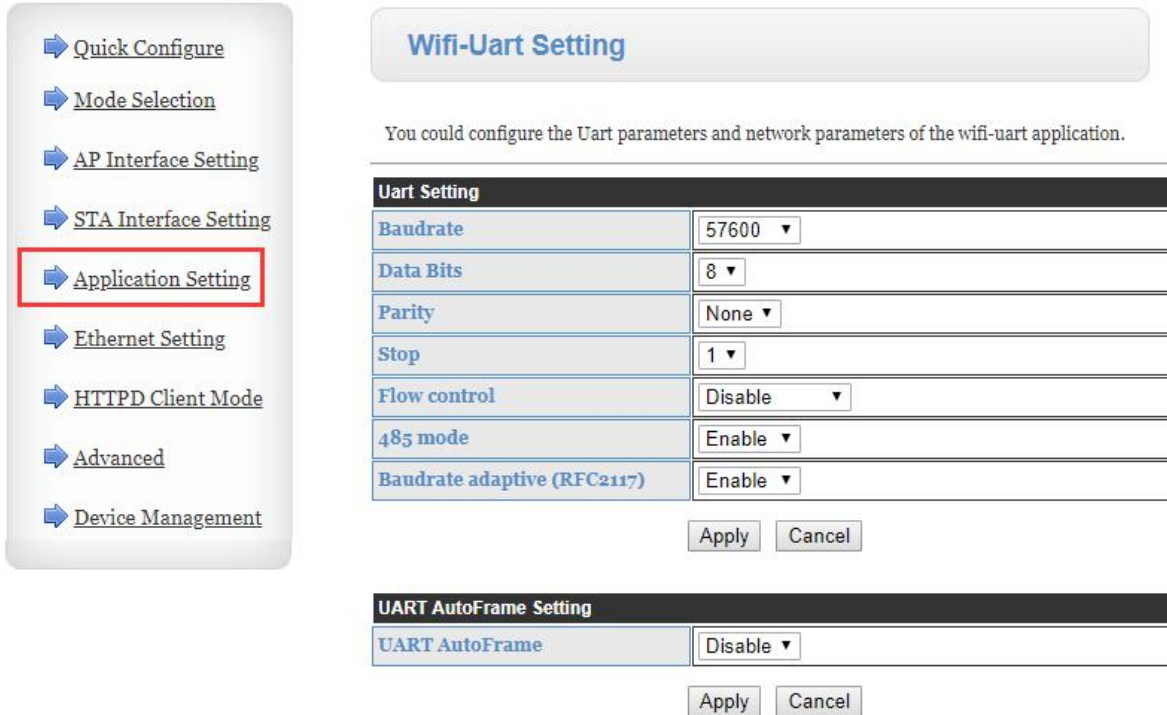 Quick Configure
Mode Selection
AP Interface Setting
STA Interface Setting
Application Setting
Ethernet Setting
HTTPD Client Mode
Advanced
Device Management
Wifi-Uart Setting
You could configure the Uart parameters and network parameters of the wifi-uart application.
Uart Setting
Baudrate 57600
Data Bits 8
Parity None
Stop 1
Flow control Disable
485 mode Enable
Baudrate adaptive (RFC2117) Enable
Apply Cancel
UART AutoFrame Setting
UART AutoFrame Disable
Apply Cancel